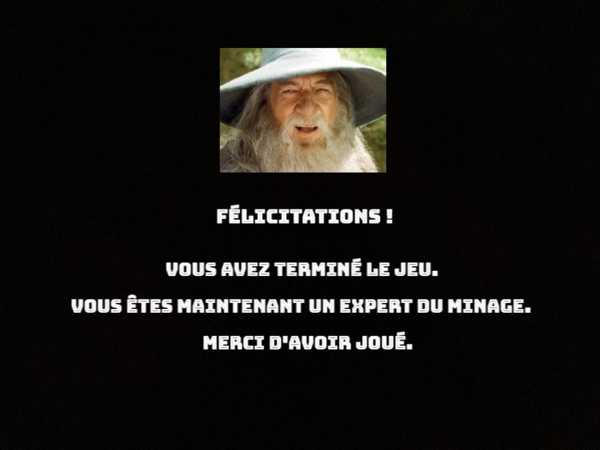 FÉLICITATIONS !
VOUS AVEZ TERMINÉ LE JEU.
VOUS ÊTES MAINTENANT UN EXPERT DU MINAGE.
MERCI D'AVOIR JOUÉ.